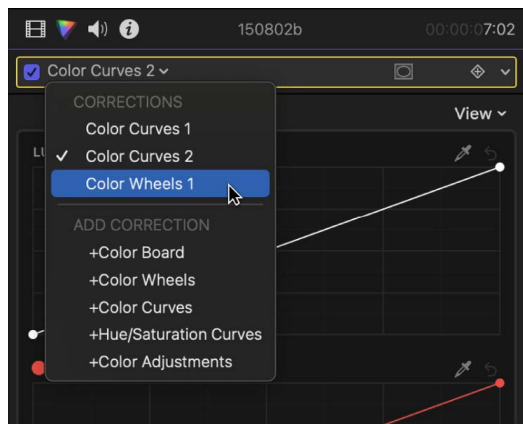 150802b
00:00:07:02
Color Curves 2
View
CORRECTIONS
Color Curves 1
LU
✓ Color Curves 2
Color Wheels 1
ADD CORRECTION
+Color Board
+Color Wheels
+Color Curves
+Hue/Saturation Curves
+Color Adjustments